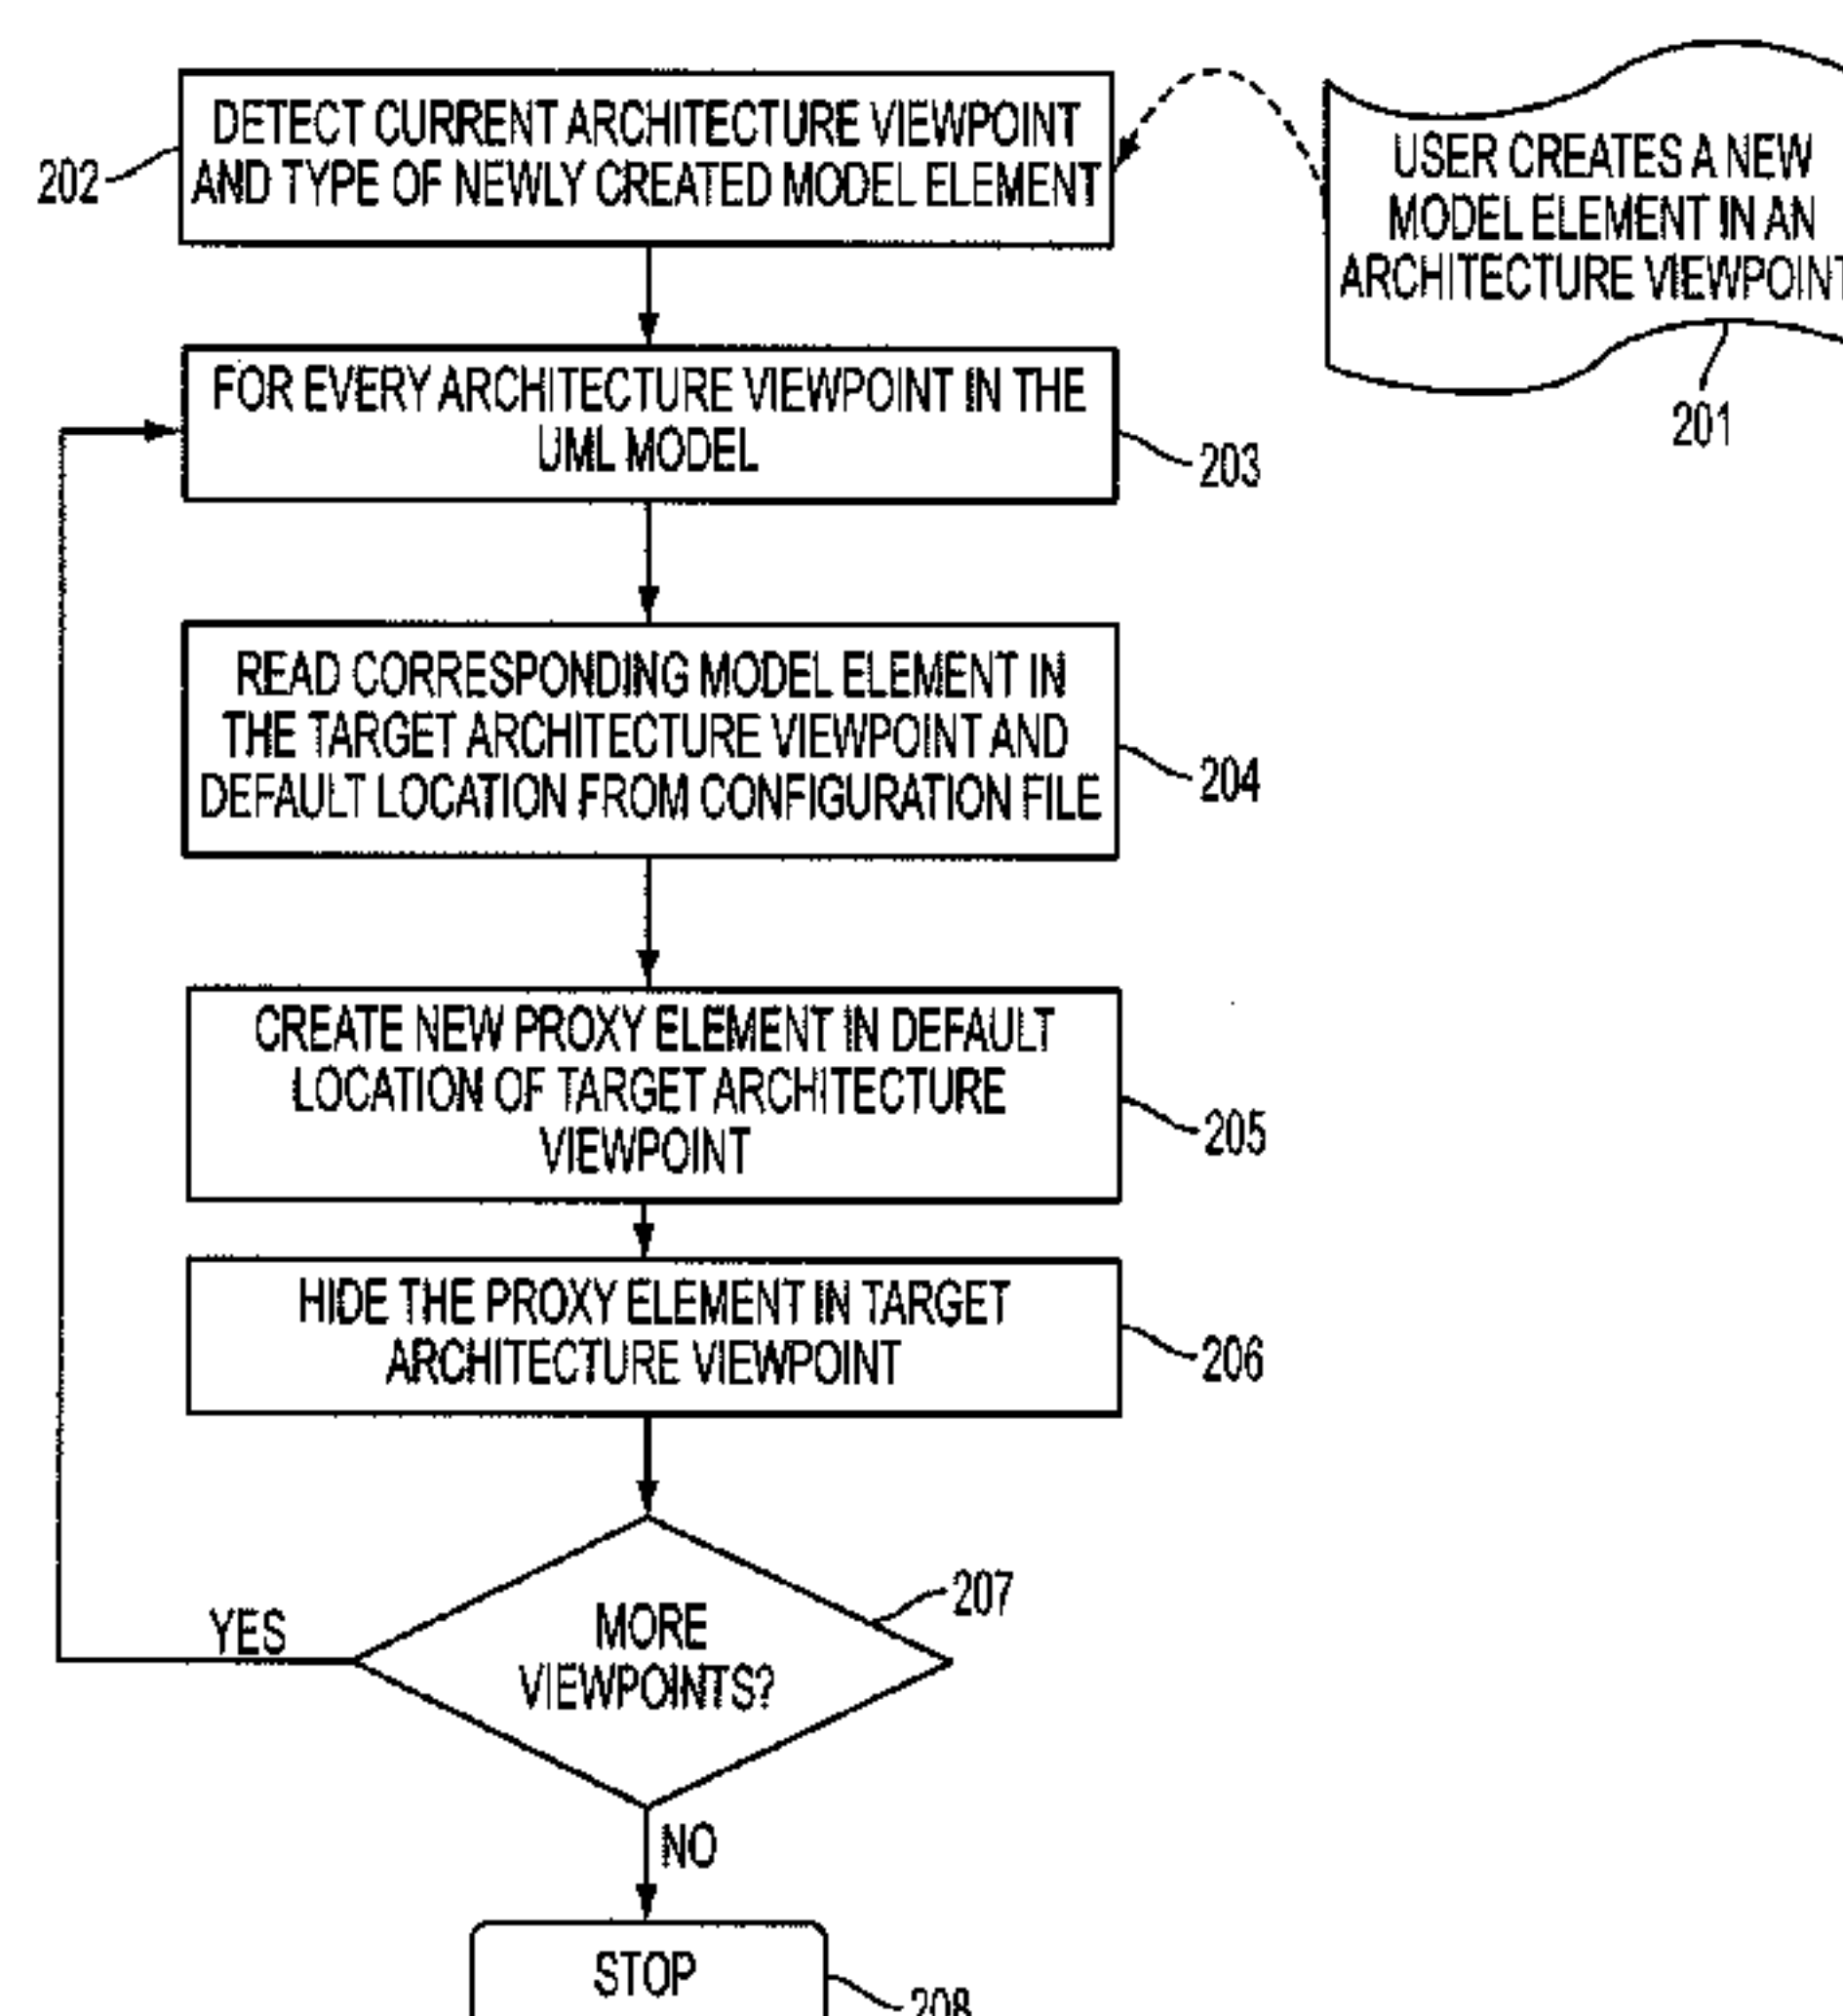 DETECT CURRENT ARCHITECTURE VIEWPOINT
AND TYPE OF NEWLY CREATED MODEL ELEMENT
202
USER CREATES A NEW
MODEL ELEMENT IN AN
ARCHITECTURE VIEWPOINT
201
FOR EVERY ARCHITECTURE VIEWPOINT IN THE
UML MODEL
203
READ CORRESPONDING MODEL ELEMENT IN
THE TARGET ARCHITECTURE VIEWPOINT AND
DEFAULT LOCATION FROM CONFIGURATION FILE
204
CREATE NEW PROXY ELEMENT IN DEFAULT
LOCATION OF TARGET ARCHITECTURE
VIEWPOINT
205
HIDE THE PROXY ELEMENT IN TARGET
ARCHITECTURE VIEWPOINT
206
MORE
VIEWPOINTS?
207
YES
NO
STOP
208